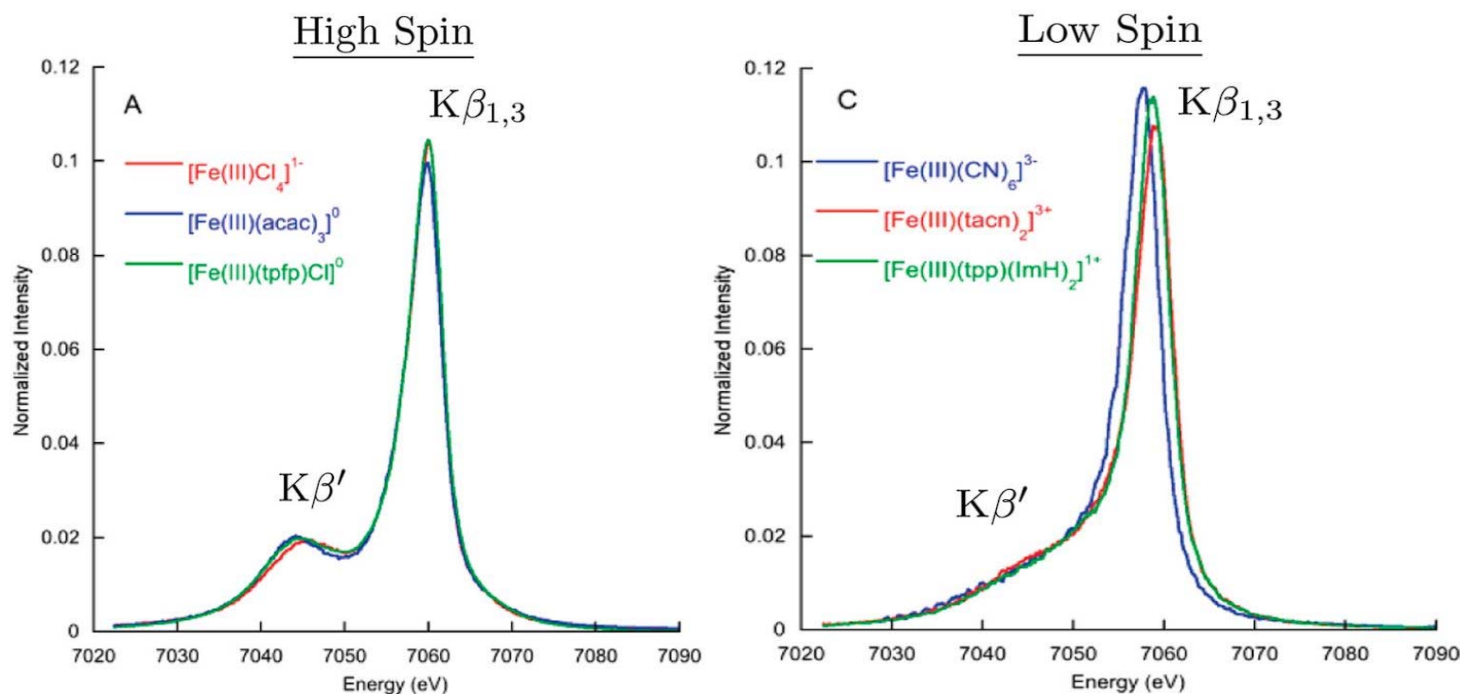 High Spin
A
Kβ₁,₃
[Fe(III)Cl₄]¹⁻
[Fe(III)(acac)₃]⁰
[Fe(III)(tpfp)Cl]⁰
Kβ′
0.12
0.1
0.08
0.06
0.04
0.02
0
Normalized Intensity
7020 7030 7040 7050 7060 7070 7080 7090
Energy (eV)
Low Spin
C
Kβ₁,₃
[Fe(III)(CN)₆]³⁻
[Fe(III)(tacn)₂]³⁺
[Fe(III)(tpp)(ImH)₂]¹⁺
Kβ′
0.12
0.1
0.08
0.06
0.04
0.02
0
Normalized Intensity
7020 7030 7040 7050 7060 7070 7080 7090
Energy (eV)